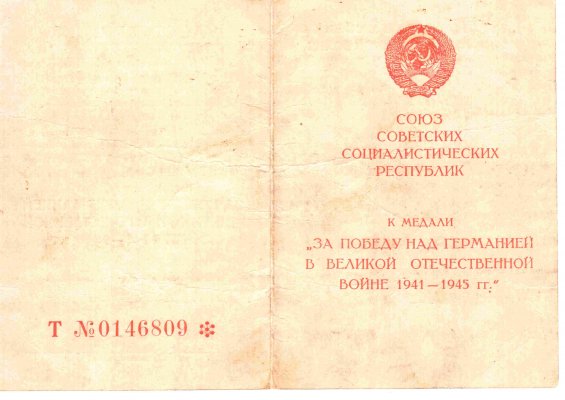 Т №0146809
СОЮЗ
СОВЕТСКИХ
СОЦИАЛИСТИЧЕСКИХ
РЕСПУБЛИК
К МЕДАЛИ
„ЗА ПОБЕДУ НАД ГЕРМАНИЕЙ
В ВЕЛИКОЙ ОТЕЧЕСТВЕННОЙ
ВОЙНЕ 1941—1945 гг."